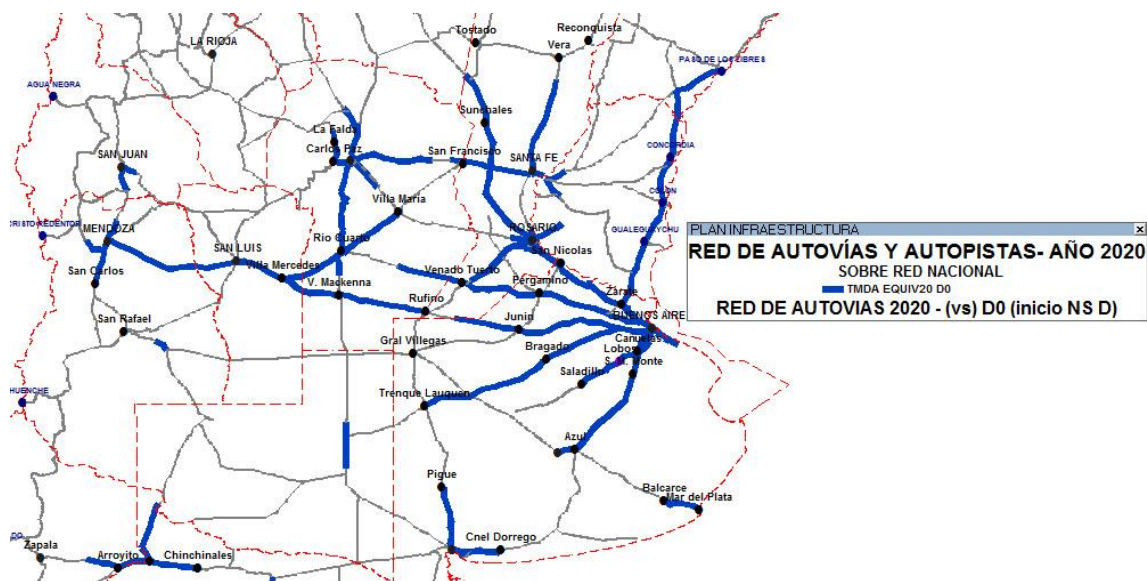 Tostado
Reconquista
LA RIOJA
Vera
PASO DE LOS LIBRES
AGUA NEGRA
Sunchales
La Falda
Carlos Paz
San Francisco
SANTA FE
SAN JUAN
CONCORDIA
Villa Maria
COLON
CRISTO REDENTOR
MENDOZA
ROSARIO
GUALEGUAYCHU
Rio Cuarto
SAN LUIS
San Nicolas
San Carlos
Villa Mercedes
Venado Tuerto
V. Mackenna
Pergamino
Zárate
Rufino
San Rafael
Junin
BUENOS AIRE
Gral Villegas
Bragado
Cañuelas
Lobos
S. M. Monte
Saladillo
HUENCHE
Trenque Lauquen
Azul
Pigue
Balcarce
Mar del Plata
Cnel Dorrego
DO
Zapala
Arroyito
Chinchinales
PLAN INFRAESTRUCTURA
RED DE AUTOVÍAS Y AUTOPISTAS- AÑO 2020
SOBRE RED NACIONAL
TMDA EQUIV20 D0
RED DE AUTOVIAS 2020 - (vs) D0 (inicio NS D)